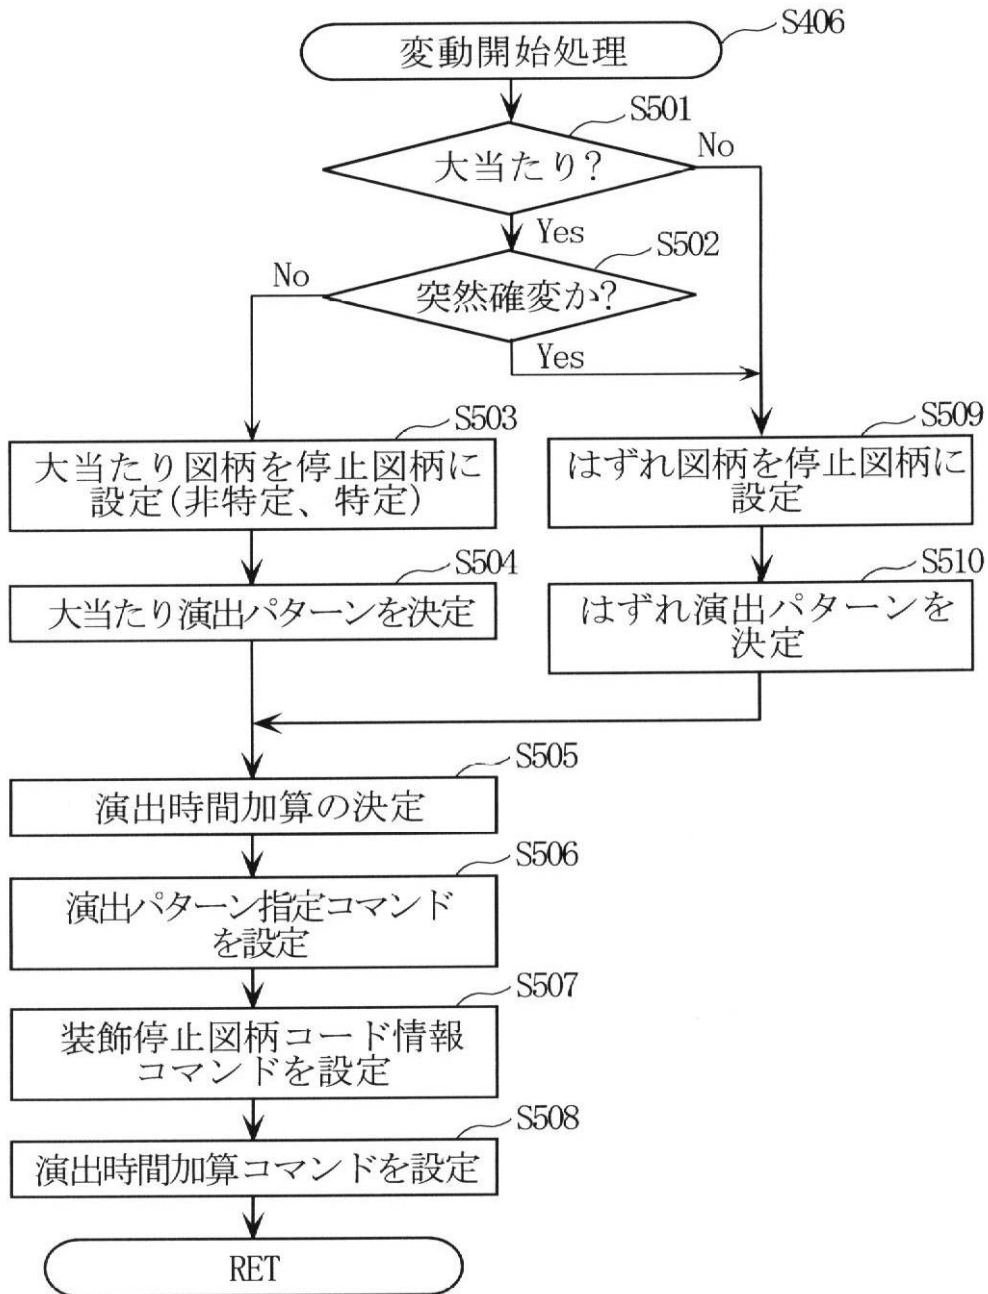 S406
変動開始処理
S501
大当たり?
No
Yes
S502
突然確変か?
No
Yes
S503
大当たり図柄を停止図柄に
設定(非特定、特定)
S509
はずれ図柄を停止図柄に
設定
S504
大当たり演出パターンを決定
S510
はずれ演出パターンを
決定
S505
演出時間加算の決定
S506
演出パターン指定コマンド
を設定
S507
装飾停止図柄コード情報
コマンドを設定
S508
演出時間加算コマンドを設定
RET